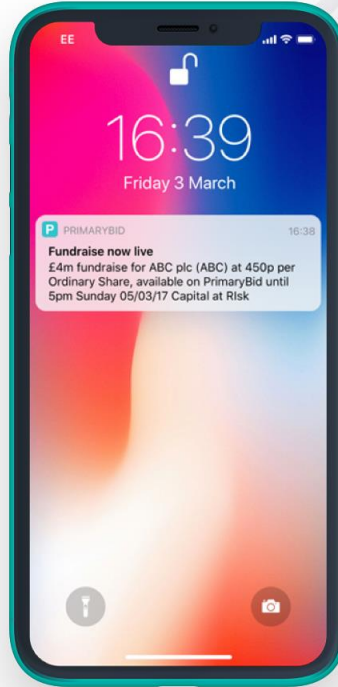 EE
16:39
Friday 3 March
P PRIMARYBID 16:38
Fundraise now live
£4m fundraise for ABC plc (ABC) at 450p per
Ordinary Share, available on PrimaryBid until
5pm Sunday 05/03/17 Capital at RIsk